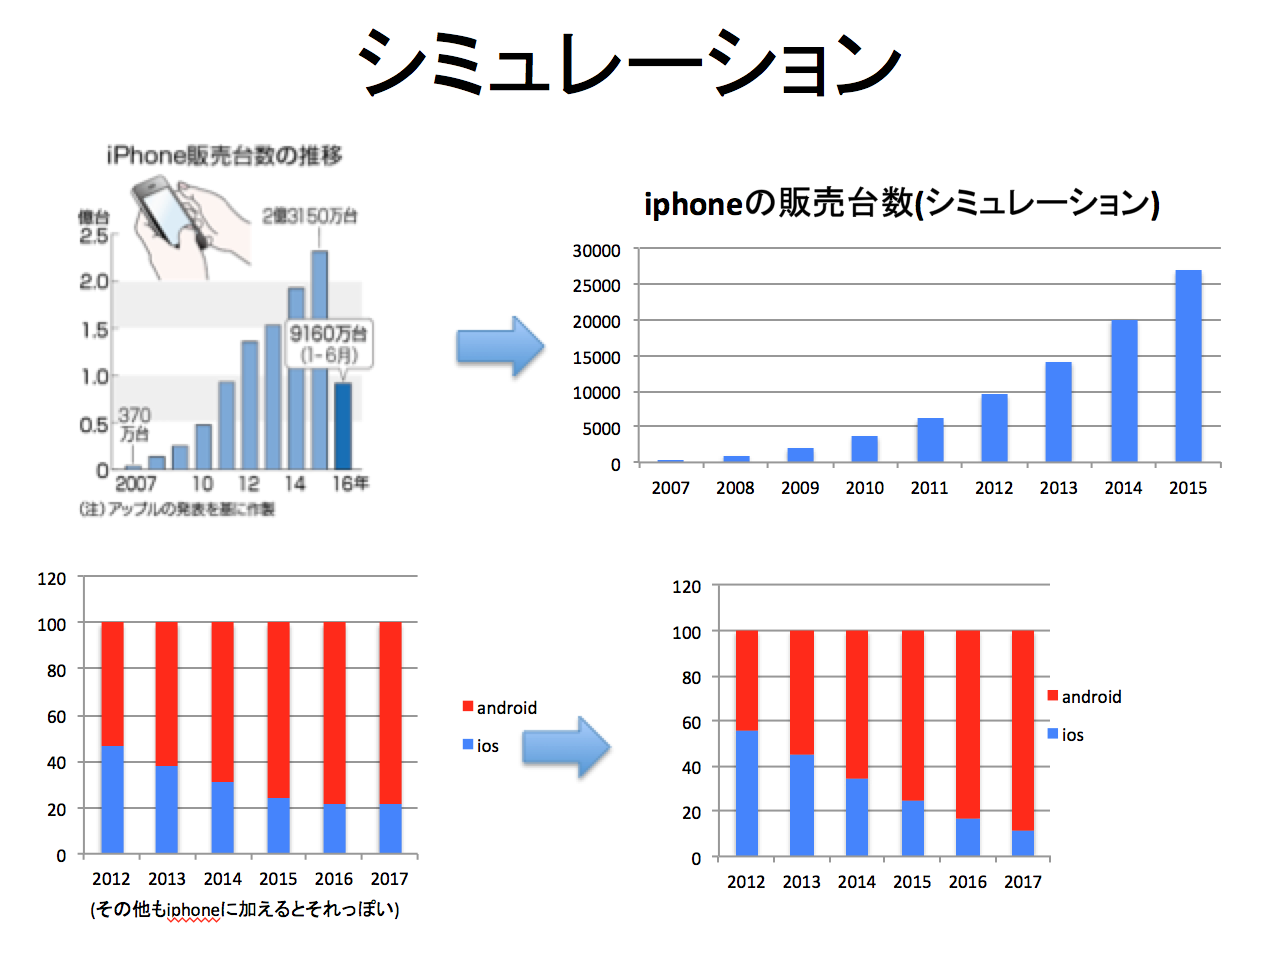 シミュレーション
iPhone販売台数の推移
億台
2.5
2.0
1.5
1.0
0.5
0
2億3150万台
9160万台
(1-6月)
370
万台
2007 10 12 14 16年
(注)アップルの発表を基に作製
iphoneの販売台数(シミュレーション)
30000
25000
20000
15000
10000
5000
0
2007 2008 2009 2010 2011 2012 2013 2014 2015
120
100
80
60
40
20
0
2012 2013 2014 2015 2016 2017
(その他もiphoneに加えるとそれっぽい)
android
ios
120
100
80
60
40
20
0
2012 2013 2014 2015 2016 2017
android
ios